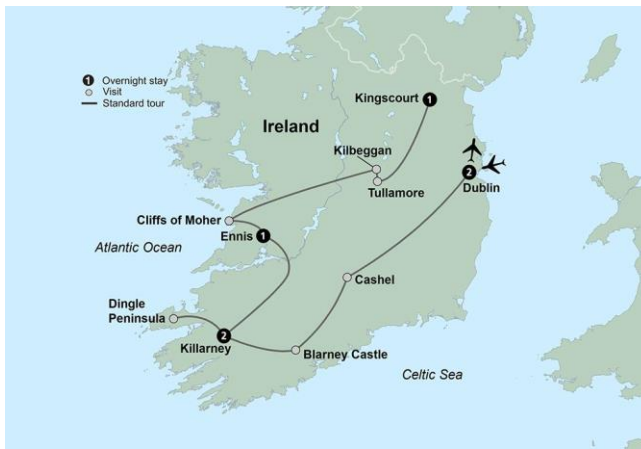 1 Overnight stay
Visit
Standard tour
Ireland
Kingscourt 1
Kilbeggan
Tullamore
2
Dublin
Cliffs of Moher
Ennis 1
Atlantic Ocean
Cashel
Dingle
Peninsula
2
Killarney
Blarney Castle
Celtic Sea